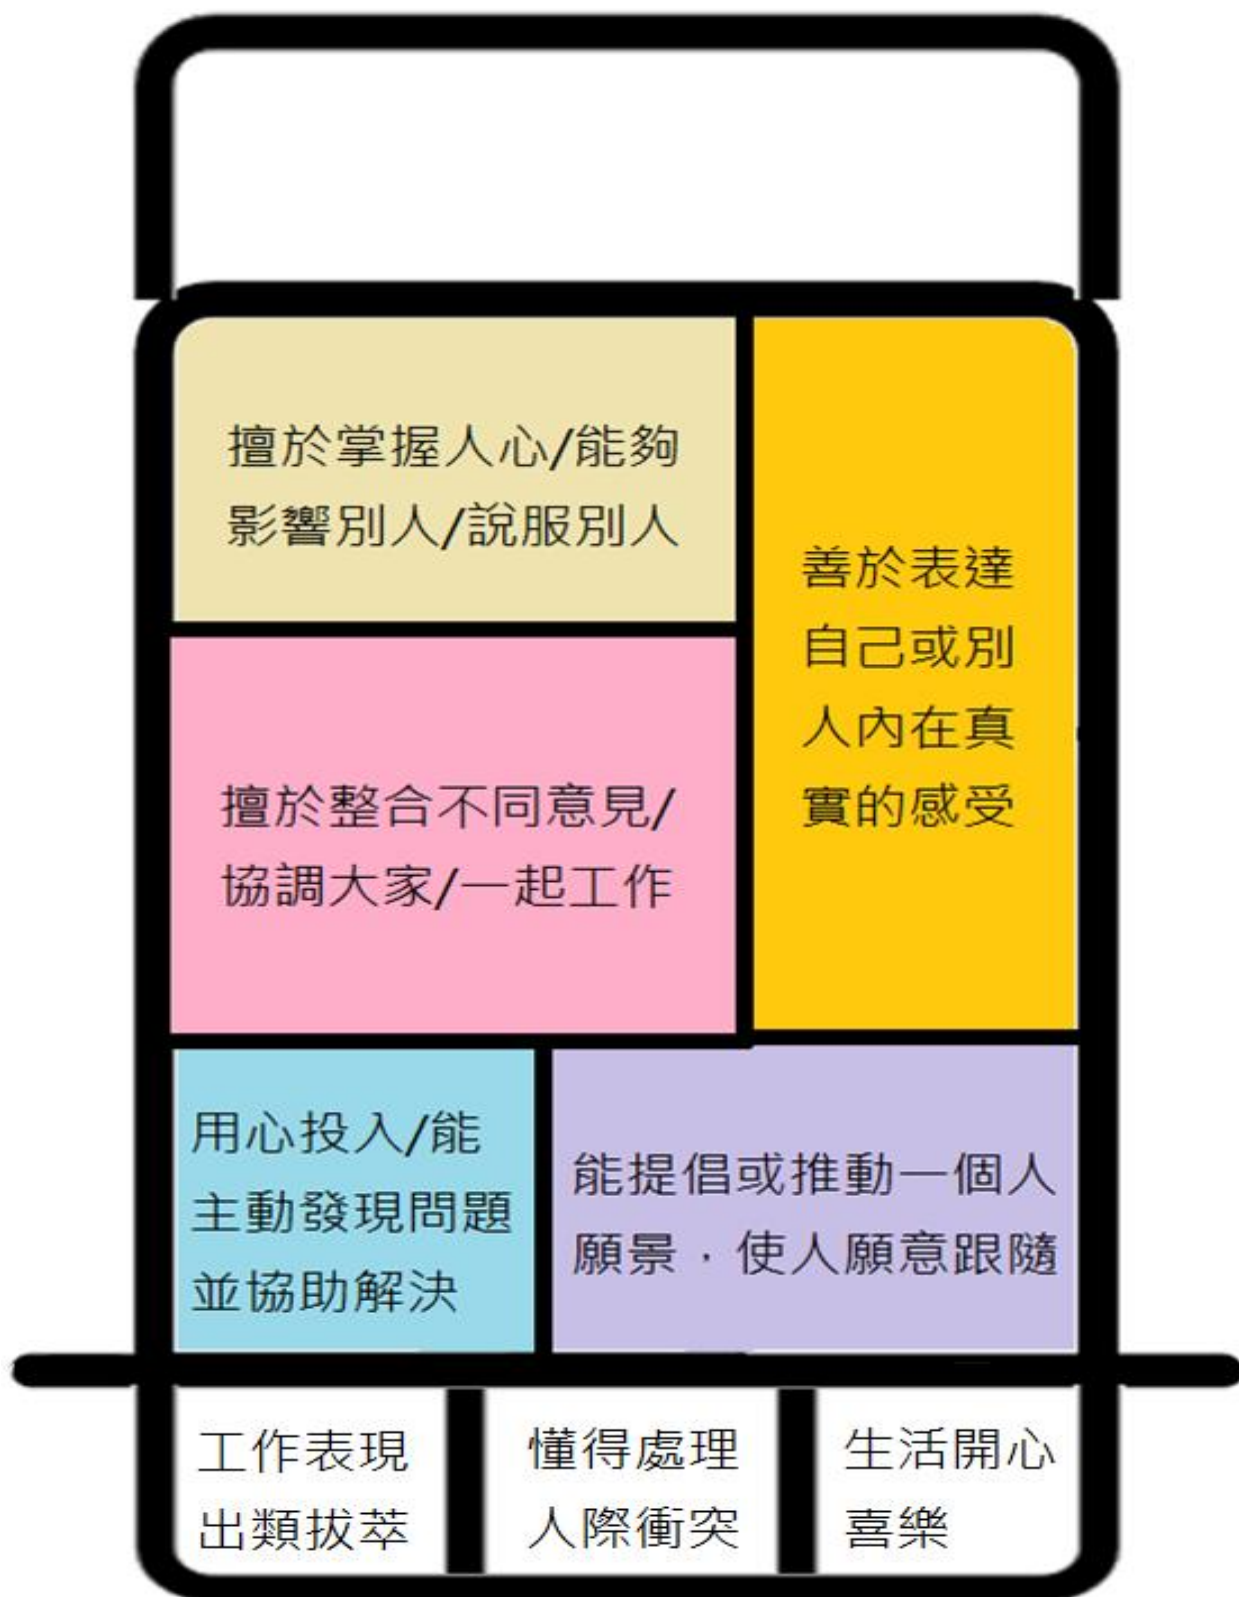 擅於掌握人心/能夠
影響別人/說服別人
善於表達
自己或別
人內在真
實的感受
擅於整合不同意見/
協調大家/一起工作
用心投入/能
主動發現問題
並協助解決
能提倡或推動一個人
願景，使人願意跟隨
工作表現
出類拔萃
懂得處理
人際衝突
生活開心
喜樂